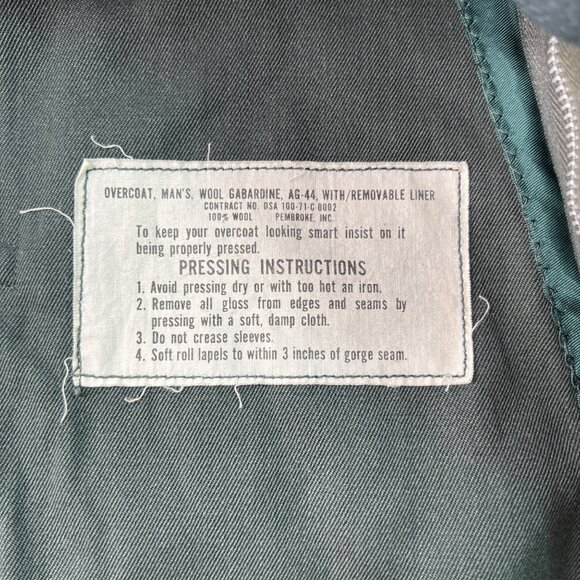 OVERCOAT, MAN'S, WOOL GABARDINE, AG-44, WITH/REMOVABLE LINER
CONTRACT NO. DSA 100-71-C-0002
100% WOOL PEMBROKE, INC.
To keep your overcoat looking smart insist on it
being properly pressed.
PRESSING INSTRUCTIONS
1. Avoid pressing dry or with too hot an iron.
2. Remove all gloss from edges and seams by
pressing with a soft, damp cloth.
3. Do not crease sleeves.
4. Soft roll lapels to within 3 inches of gorge seam.